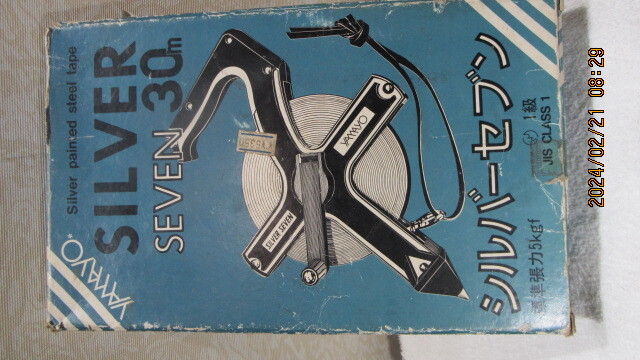 YAMAYO®
Silver painted steel tape
SILVER
SEVEN 30m
YAMAYO
SILVER SEVEN
シルバーセブン
標準張力5kgf
1級
JIS CLASS 1
2024/02/21 08:29